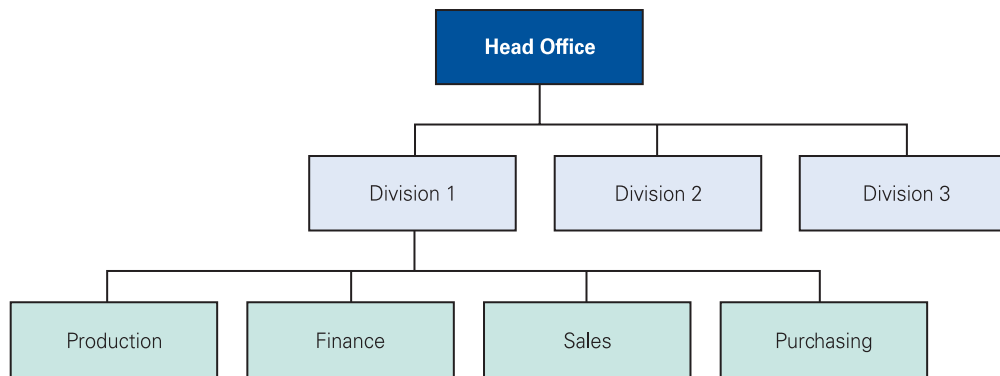 Head Office
Division 1
Division 2
Division 3
Production
Finance
Sales
Purchasing